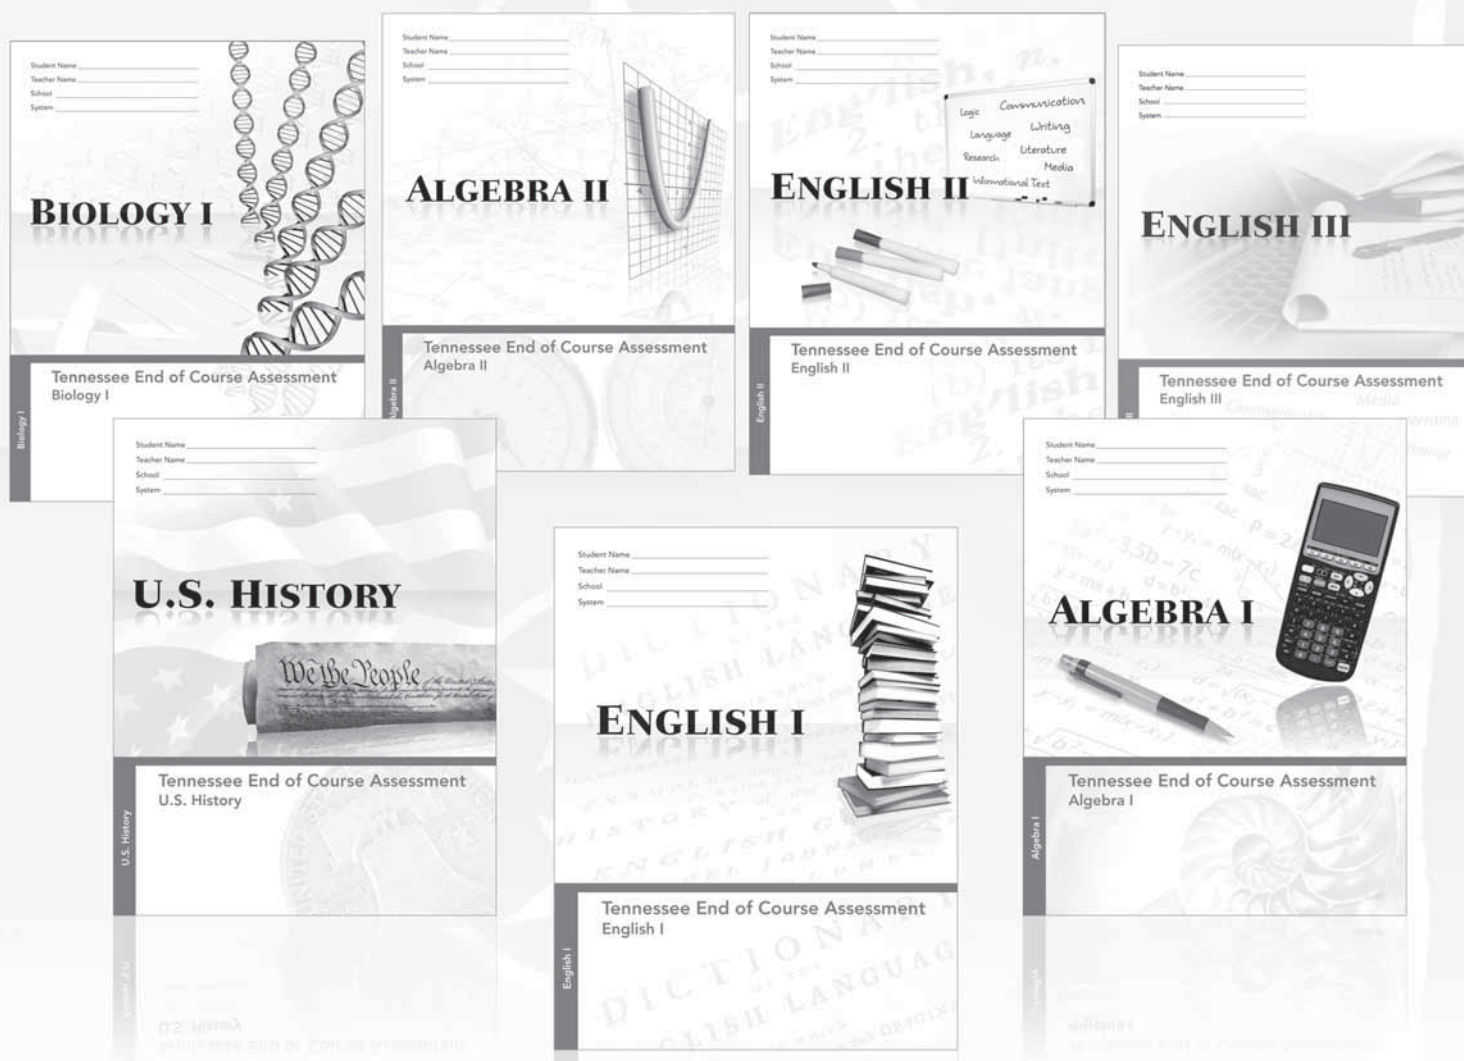 Student Name
Teacher Name
School
System
BIOLOGY I
Tennessee End of Course Assessment
Biology I
Biology I
Student Name
Teacher Name
School
System
ALGEBRA II
Tennessee End of Course Assessment
Algebra II
Algebra II
Student Name
Teacher Name
School
System
English, n.
Logic
Communication
Language
Writing
Research
Literature
Media
Informational Text
ENGLISH II
Tennessee End of Course Assessment
English II
English II
Student Name
Teacher Name
School
System
ENGLISH III
Tennessee End of Course Assessment
English III
Media
Student Name
Teacher Name
School
System
U.S. HISTORY
We the People
Tennessee End of Course Assessment
U.S. History
U.S. History
Student Name
Teacher Name
School
System
ENGLISH I
Tennessee End of Course Assessment
English I
English I
DICTIONARY
Student Name
Teacher Name
School
System
3.5b - 7c
y = mx + b
ALGEBRA I
Tennessee End of Course Assessment
Algebra I
Algebra I